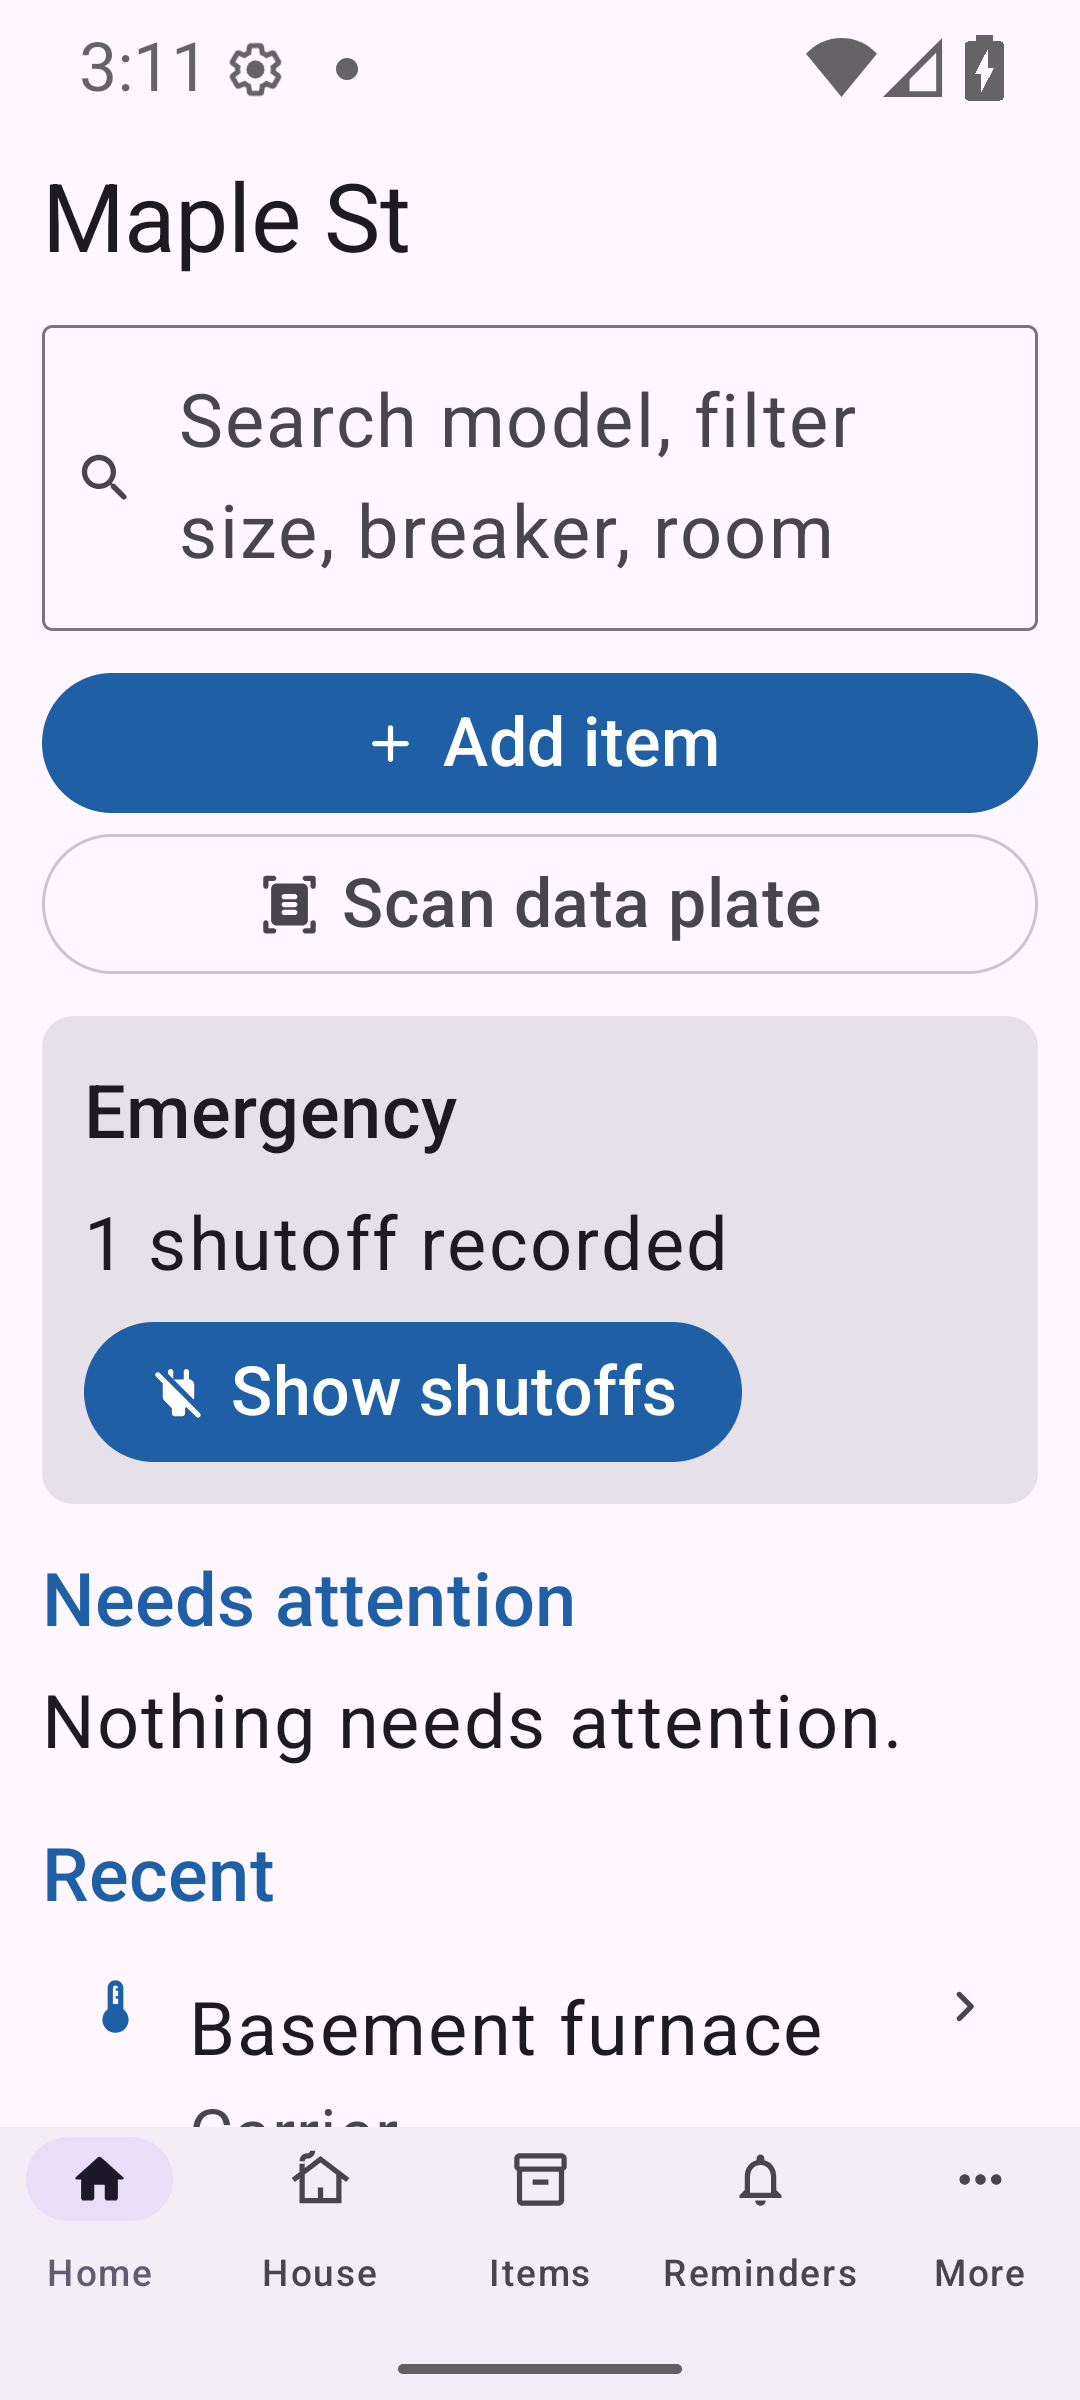 3:11
Maple St
Search model, filter
size, breaker, room
Add item
Scan data plate
Emergency
1 shutoff recorded
Show shutoffs
Needs attention
Nothing needs attention.
Recent
Basement furnace
Carrier
Home
House
Items
Reminders
More